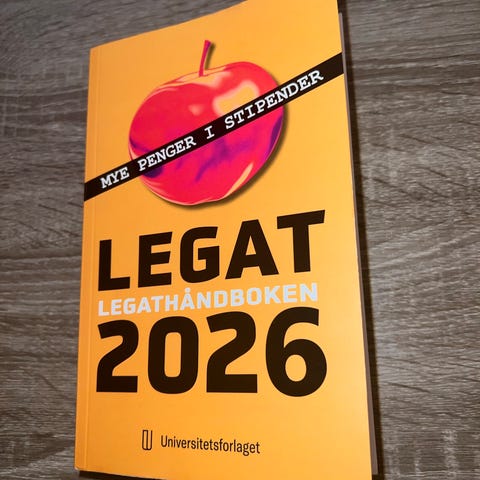 MYE PENGER I STIPENDER
LEGAT
LEGATHÅNDBOKEN
2026
Universitetsforlaget